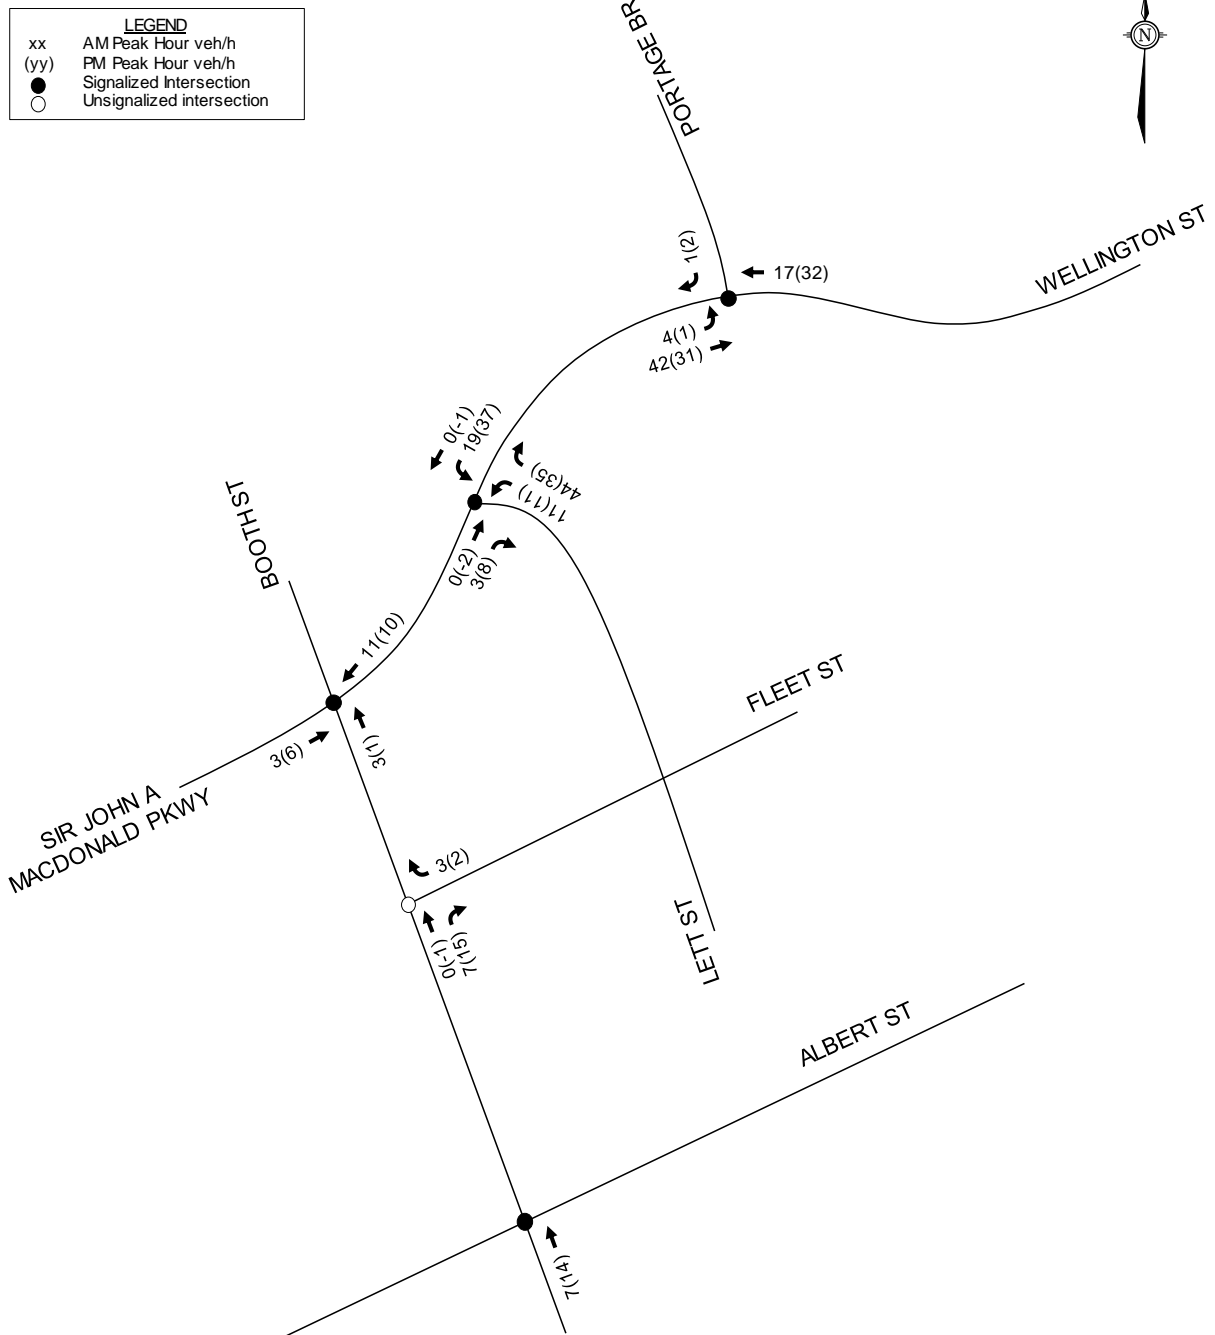 LEGEND
xx AM Peak Hour veh/h
(yy) PM Peak Hour veh/h
Signalized Intersection
Unsignalized intersection
PORTAGE BR
N
WELLINGTON ST
1(2)
17(32)
4(1)
42(31)
0(-1)
19(37)
44(35)
11(11)
BOOTH ST
0(-2)
3(8)
11(10)
FLEET ST
3(6)
3(1)
SIR JOHN A
MACDONALD PKWY
3(2)
0(-1)
7(15)
LETT ST
ALBERT ST
7(14)